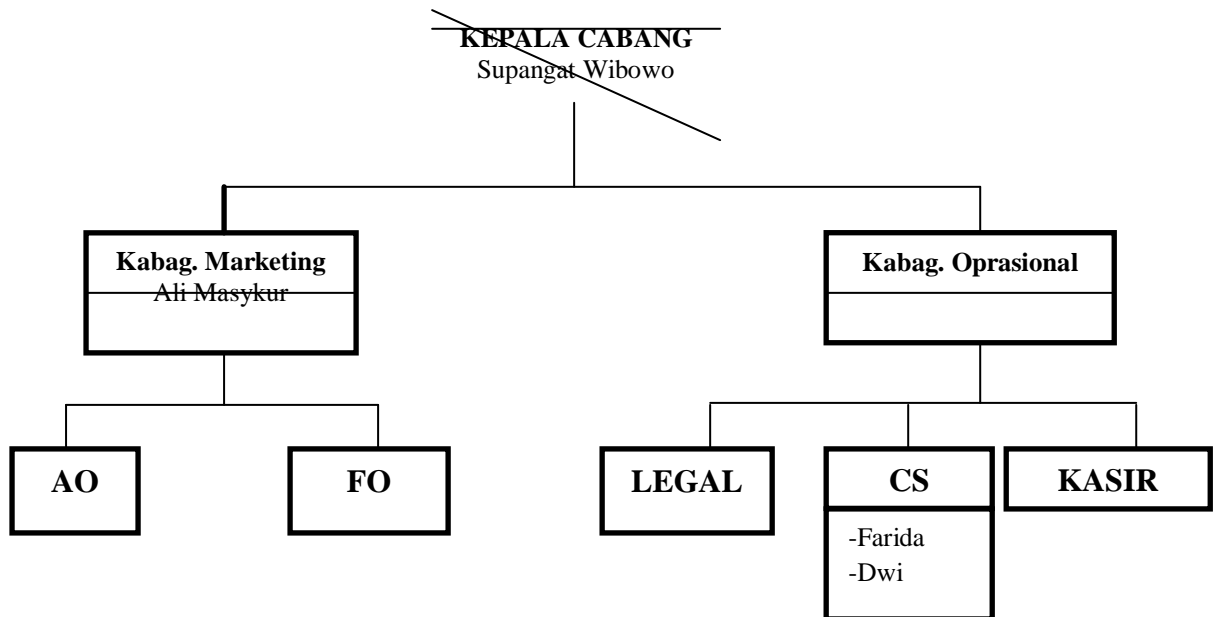 KEPALA CABANG
Supangat Wibowo
Kabag. Marketing
Ali Masykur
Kabag. Oprasional
AO
FO
LEGAL
CS
KASIR
-Farida
-Dwi